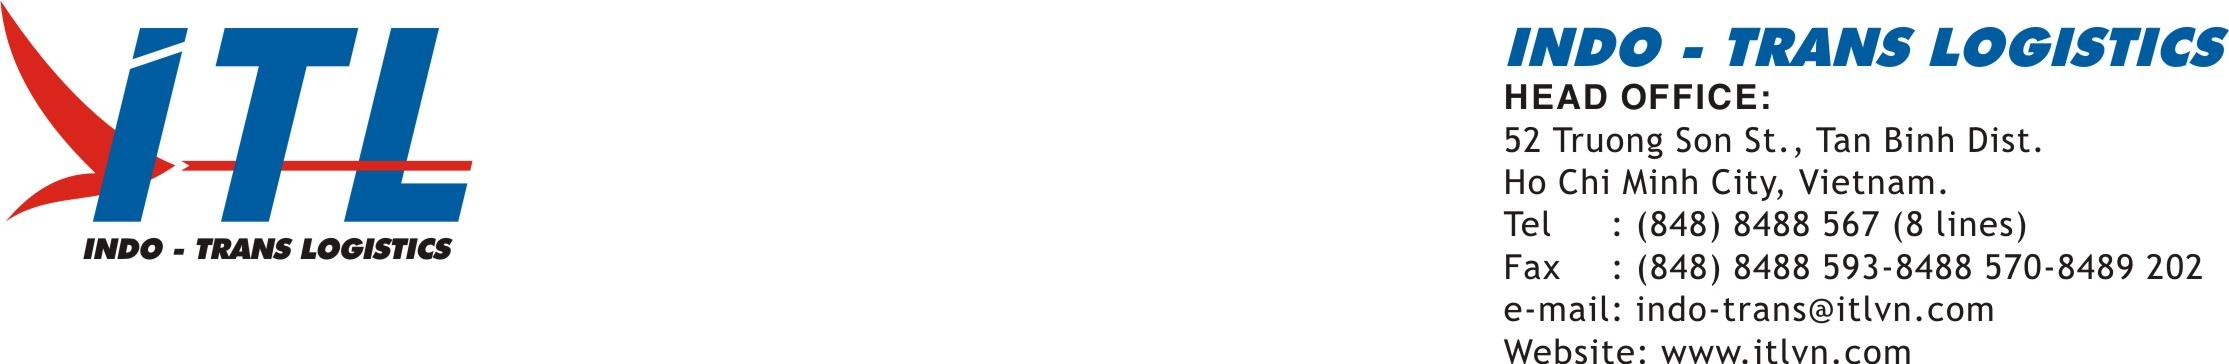 iTL
INDO - TRANS LOGISTICS
INDO - TRANS LOGISTICS
HEAD OFFICE:
52 Truong Son St., Tan Binh Dist.
Ho Chi Minh City, Vietnam.
Tel : (848) 8488 567 (8 lines)
Fax : (848) 8488 593-8488 570-8489 202
e-mail: indo-trans@itlvn.com
Website: www.itlvn.com